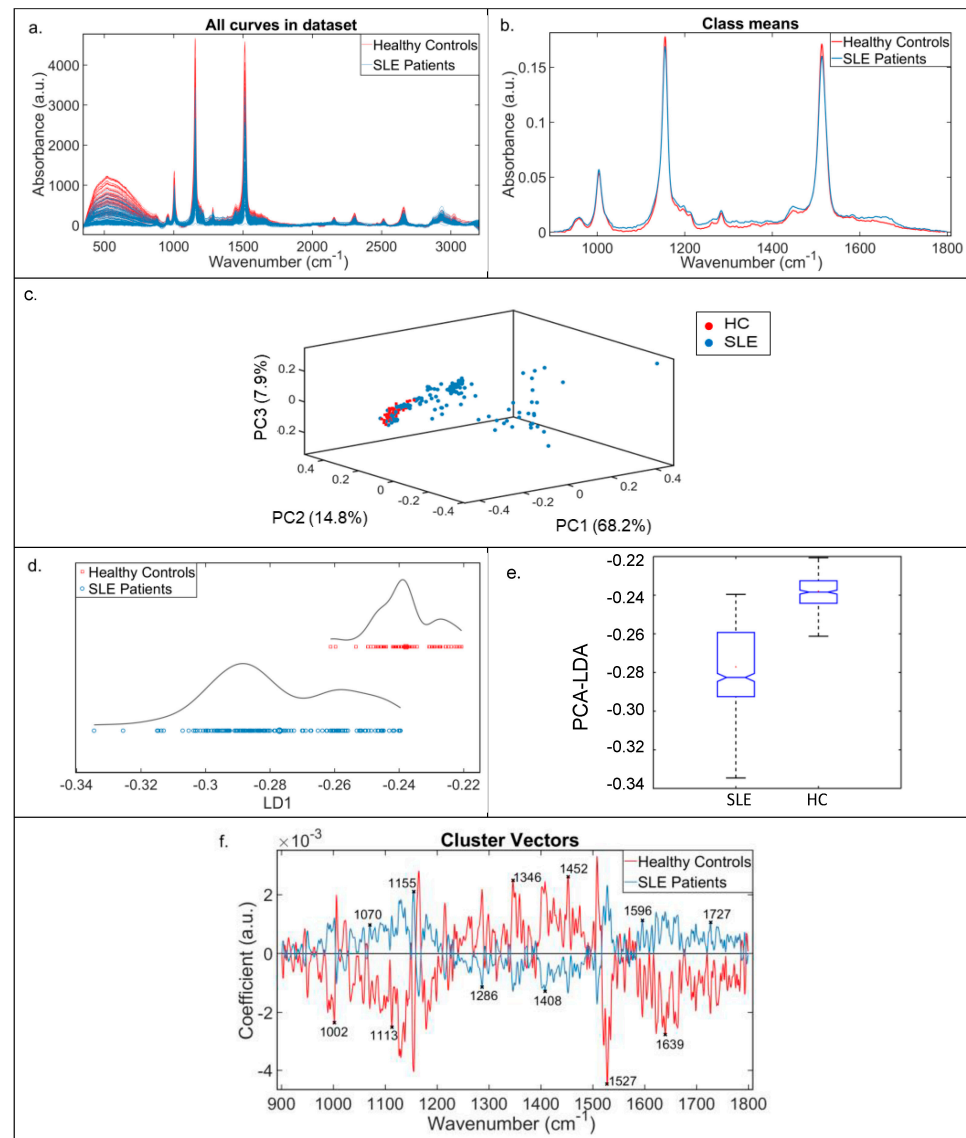 a.
All curves in dataset
Healthy Controls
SLE Patients
Absorbance (a.u.)
4000
3000
2000
1000
0
500
1000
1500
2000
2500
3000
Wavenumber (cm-1)
b.
Class means
Healthy Controls
SLE Patients
Absorbance (a.u.)
0.15
0.1
0.05
0
1000
1200
1400
1600
1800
Wavenumber (cm-1)
c.
HC
SLE
PC3 (7.9%)
0.2
0
0.2
0.4
0.2
0
-0.2
-0.4
PC2 (14.8%)
-0.4
-0.2
0
0.2
0.4
PC1 (68.2%)
d.
Healthy Controls
SLE Patients
-0.34
-0.32
-0.3
-0.28
-0.26
-0.24
-0.22
LD1
e.
PCA-LDA
-0.22
-0.24
-0.26
-0.28
-0.30
-0.32
-0.34
SLE
HC
f.
Cluster Vectors
×10-3
Healthy Controls
SLE Patients
Coefficient (a.u.)
2
0
-2
-4
1002
1070
1113
1155
1286
1346
1408
1452
1527
1596
1639
1727
900
1000
1100
1200
1300
1400
1500
1600
1700
1800
Wavenumber (cm-1)